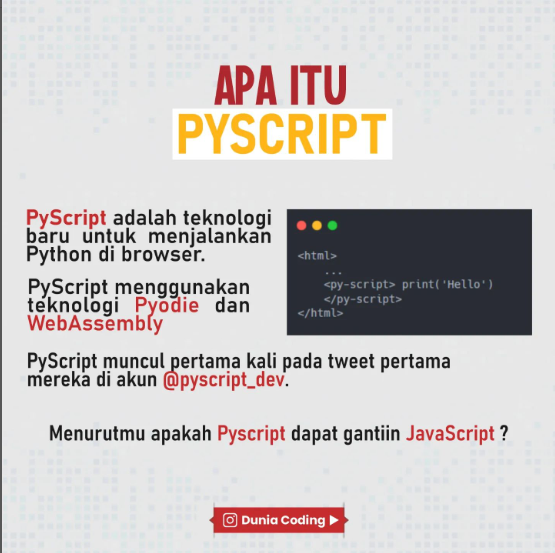 APA ITU
PYSCRIPT
PyScript adalah teknologi
baru untuk menjalankan
Python di browser.
<html>
...
<py-script> print('Hello')
</py-script>
</html>
PyScript menggunakan
teknologi Pyodie dan
WebAssembly
PyScript muncul pertama kali pada tweet pertama
mereka di akun @pyscript_dev.
Menurutmu apakah Pyscript dapat gantiin JavaScript ?
Dunia Coding